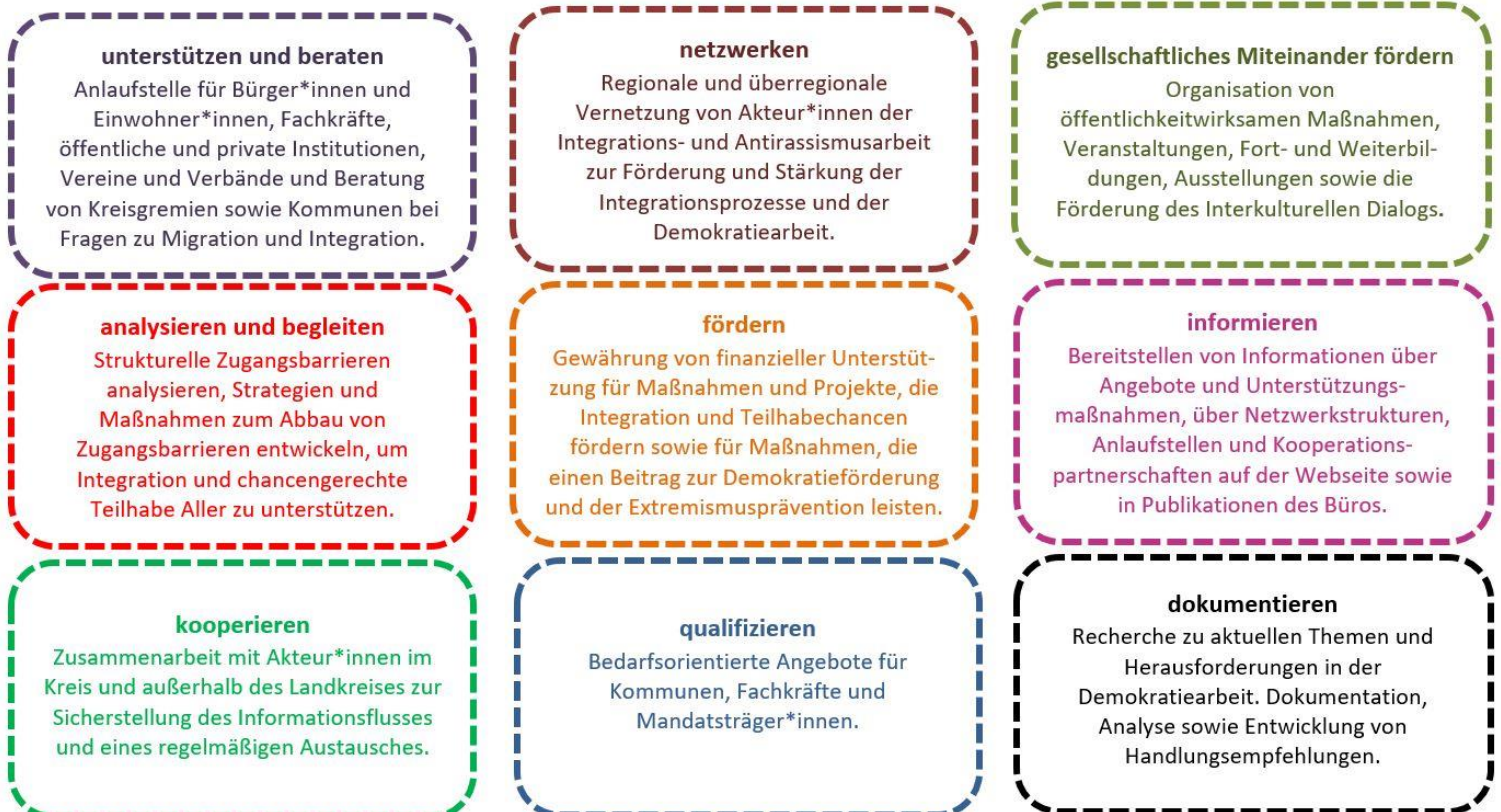 unterstützen und beraten
Anlaufstelle für Bürger*innen und
Einwohner*innen, Fachkräfte,
öffentliche und private Institutionen,
Vereine und Verbände und Beratung
von Kreisgremien sowie Kommunen bei
Fragen zu Migration und Integration.
netzwerken
Regionale und überregionale
Vernetzung von Akteur*innen der
Integrations- und Antirassismusarbeit
zur Förderung und Stärkung der
Integrationsprozesse und der
Demokratiearbeit.
gesellschaftliches Miteinander fördern
Organisation von
öffentlichkeitwirksamen Maßnahmen,
Veranstaltungen, Fort- und Weiterbil-
dungen, Ausstellungen sowie die
Förderung des Interkulturellen Dialogs.
analysieren und begleiten
Strukturelle Zugangsbarrieren
analysieren, Strategien und
Maßnahmen zum Abbau von
Zugangsbarrieren entwickeln, um
Integration und chancengerechte
Teilhabe Aller zu unterstützen.
fördern
Gewährung von finanzieller Unterstüt-
zung für Maßnahmen und Projekte, die
Integration und Teilhabechancen
fördern sowie für Maßnahmen, die
einen Beitrag zur Demokratieförderung
und der Extremismusprävention leisten.
informieren
Bereitstellen von Informationen über
Angebote und Unterstützungs-
maßnahmen, über Netzwerkstrukturen,
Anlaufstellen und Kooperations-
partnerschaften auf der Webseite sowie
in Publikationen des Büros.
kooperieren
Zusammenarbeit mit Akteur*innen im
Kreis und außerhalb des Landkreises zur
Sicherstellung des Informationsflusses
und eines regelmäßigen Austausches.
qualifizieren
Bedarfsorientierte Angebote für
Kommunen, Fachkräfte und
Mandatsträger*innen.
dokumentieren
Recherche zu aktuellen Themen und
Herausforderungen in der
Demokratiearbeit. Dokumentation,
Analyse sowie Entwicklung von
Handlungsempfehlungen.